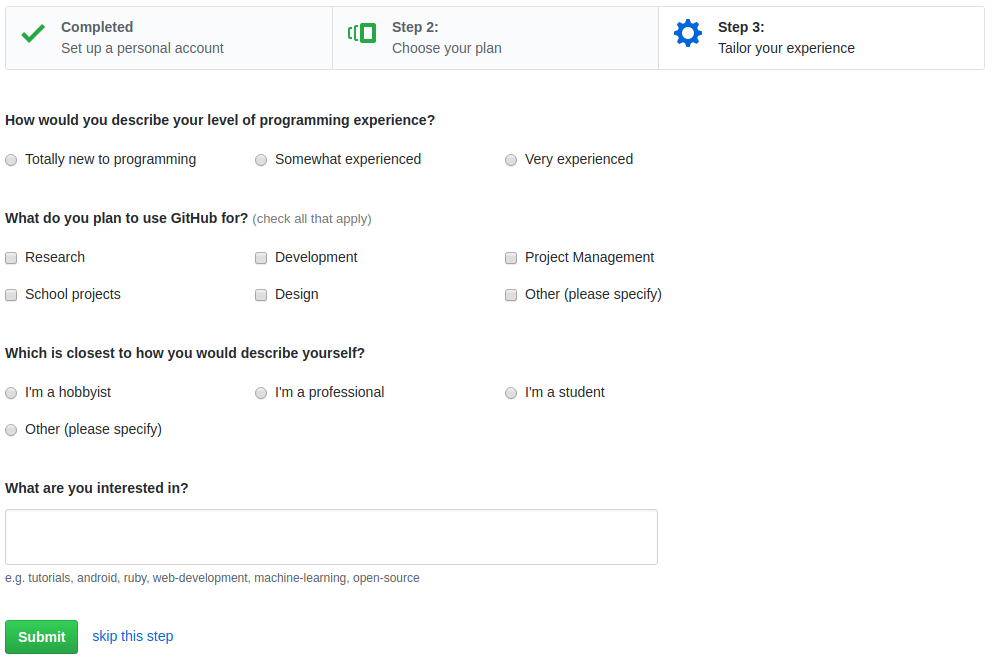 Completed
Set up a personal account
Step 2:
Choose your plan
Step 3:
Tailor your experience
How would you describe your level of programming experience?
Totally new to programming Somewhat experienced Very experienced
What do you plan to use GitHub for? (check all that apply)
Research Development Project Management
School projects Design Other (please specify)
Which is closest to how you would describe yourself?
I'm a hobbyist I'm a professional I'm a student
Other (please specify)
What are you interested in?
e.g. tutorials, android, ruby, web-development, machine-learning, open-source
Submit skip this step